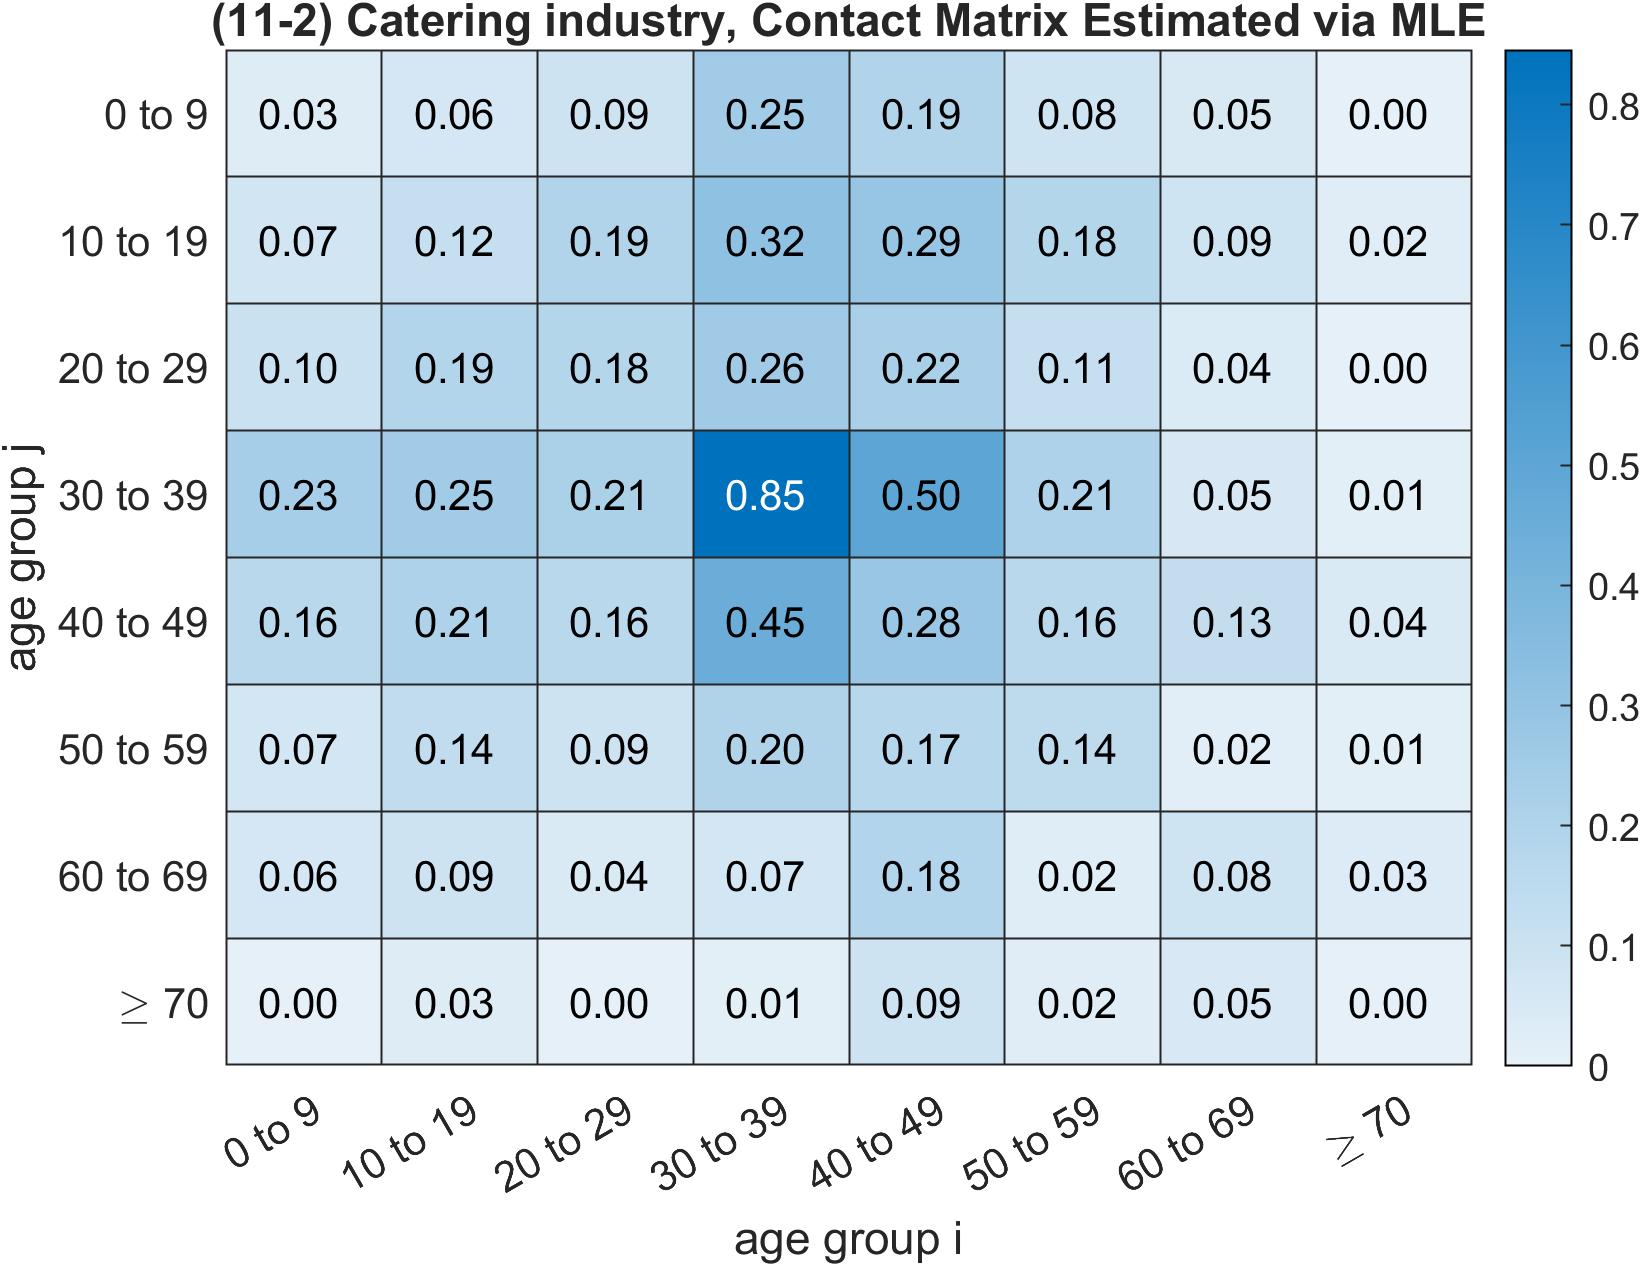 (11-2) Catering industry, Contact Matrix Estimated via MLE
0 to 9 0.03 0.06 0.09 0.25 0.19 0.08 0.05 0.00
10 to 19 0.07 0.12 0.19 0.32 0.29 0.18 0.09 0.02
20 to 29 0.10 0.19 0.18 0.26 0.22 0.11 0.04 0.00
30 to 39 0.23 0.25 0.21 0.85 0.50 0.21 0.05 0.01
40 to 49 0.16 0.21 0.16 0.45 0.28 0.16 0.13 0.04
50 to 59 0.07 0.14 0.09 0.20 0.17 0.14 0.02 0.01
60 to 69 0.06 0.09 0.04 0.07 0.18 0.02 0.08 0.03
≥ 70 0.00 0.03 0.00 0.01 0.09 0.02 0.05 0.00
0 to 9 10 to 19 20 to 29 30 to 39 40 to 49 50 to 59 60 to 69 ≥ 70
age group i
age group j
0.8
0.7
0.6
0.5
0.4
0.3
0.2
0.1
0